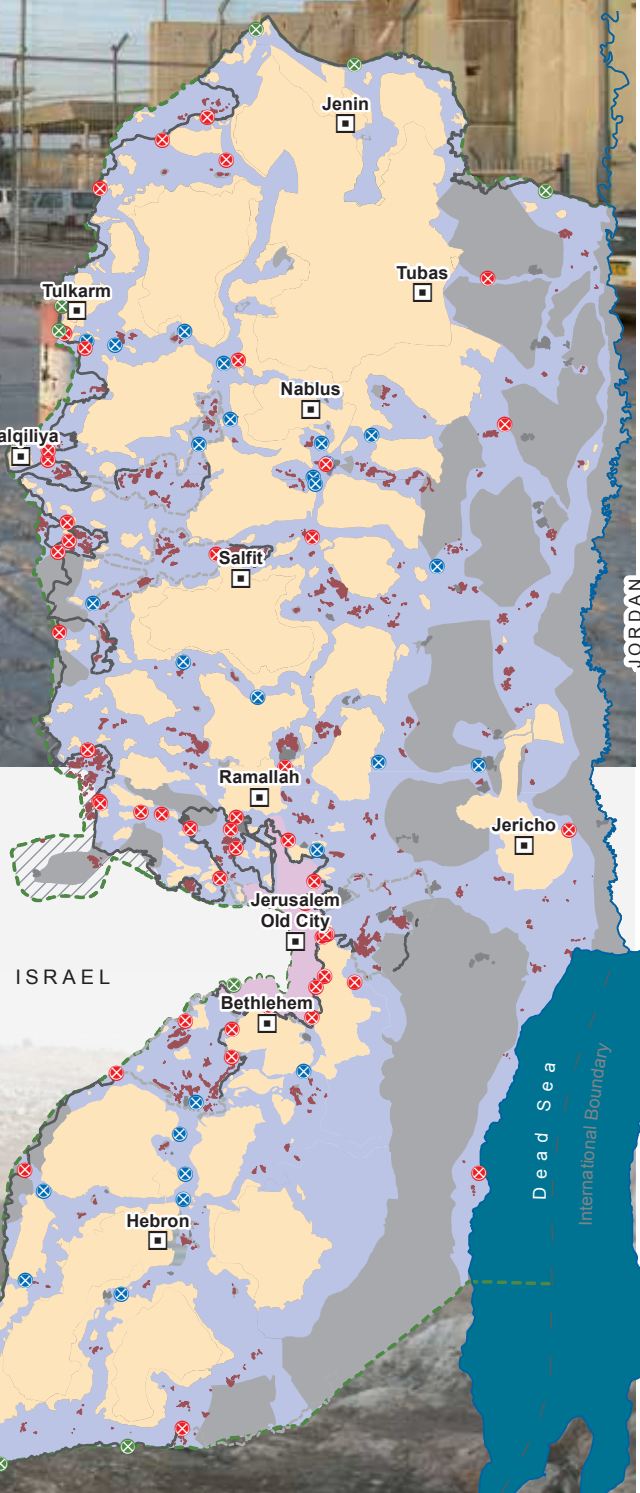 Jenin
Tubas
Tulkarm
Nablus
alqiliya
Salfit
JORDAN
Ramallah
Jericho
Jerusalem
Old City
ISRAEL
Bethlehem
Dead Sea
International Boundary
Hebron